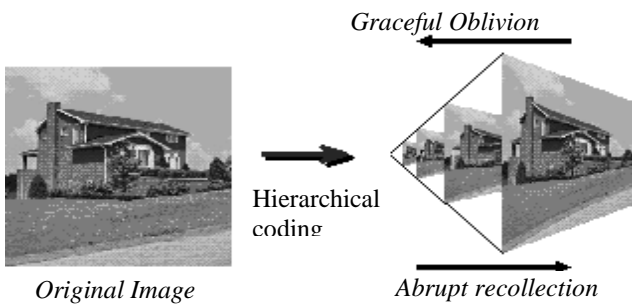 Graceful Oblivion
Hierarchical
coding
Original Image
Abrupt recollection